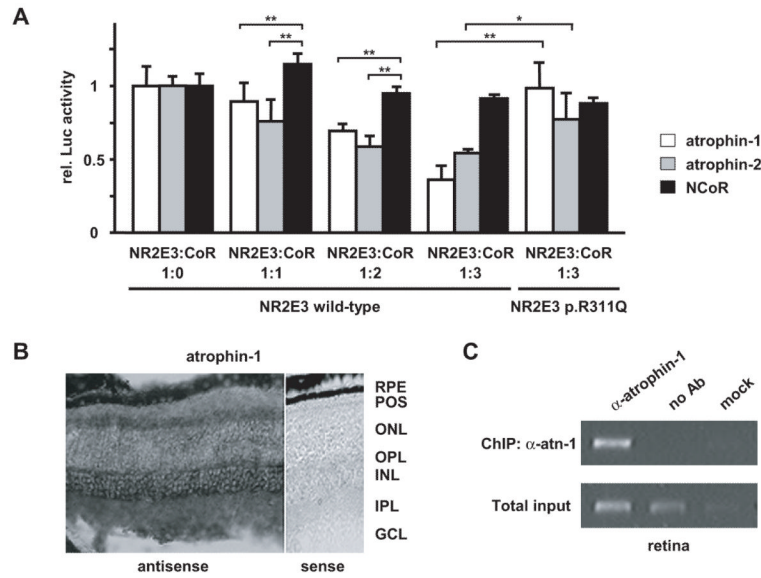 A
** ** ** ** * **
rel. Luc activity
1
0.5
0
atrophin-1
atrophin-2
NCoR
NR2E3:CoR NR2E3:CoR NR2E3:CoR NR2E3:CoR NR2E3:CoR
1:0 1:1 1:2 1:3 1:3
NR2E3 wild-type NR2E3 p.R311Q
B
atrophin-1
RPE
POS
ONL
OPL
INL
IPL
GCL
antisense sense
C
α-atrophin-1 no Ab mock
ChIP: α-atn-1
Total input
retina